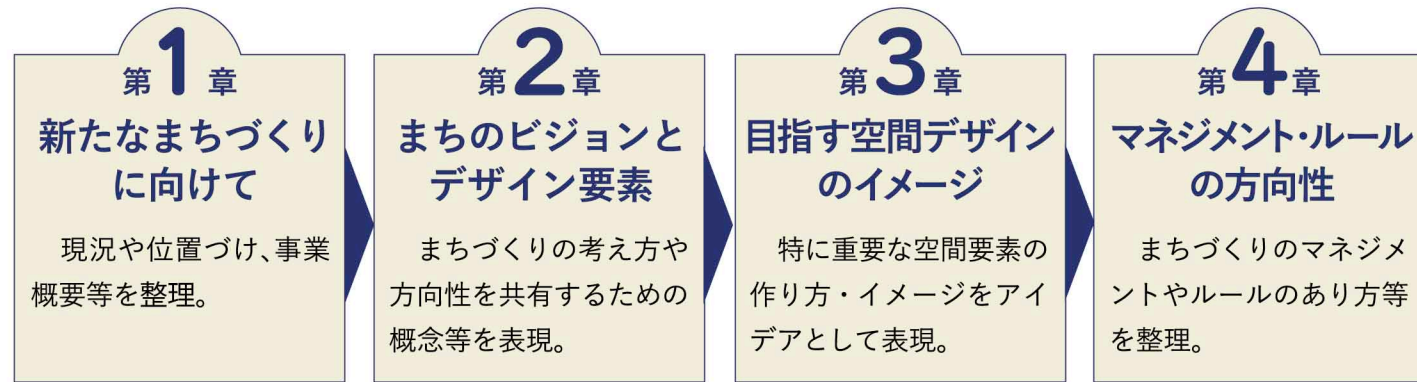 第1章
新たなまちづくり
に向けて
現況や位置づけ、事業
概要等を整理。
第2章
まちのビジョンと
デザイン要素
まちづくりの考え方や
方向性を共有するための
概念等を表現。
第3章
目指す空間デザイン
のイメージ
特に重要な空間要素の
作り方・イメージをアイ
デアとして表現。
第4章
マネジメント・ルール
の方向性
まちづくりのマネジメ
ントやルールのあり方等
を整理。